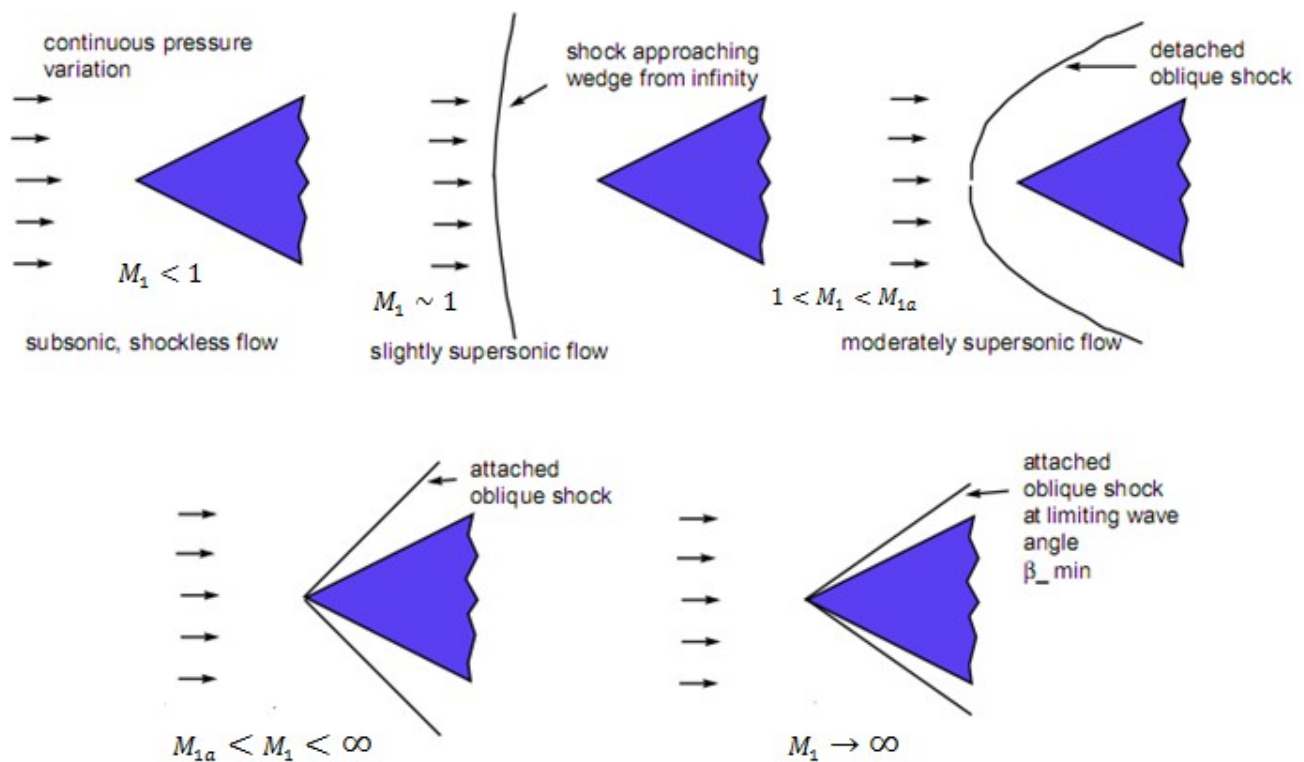 continuous pressure
variation
M₁ < 1
subsonic, shockless flow
shock approaching
wedge from infinity
M₁ ~ 1
slightly supersonic flow
detached
oblique shock
1 < M₁ < M₁ₐ
moderately supersonic flow
attached
oblique shock
M₁ₐ < M₁ < ∞
attached
oblique shock
at limiting wave
angle
β_ min
M₁ → ∞